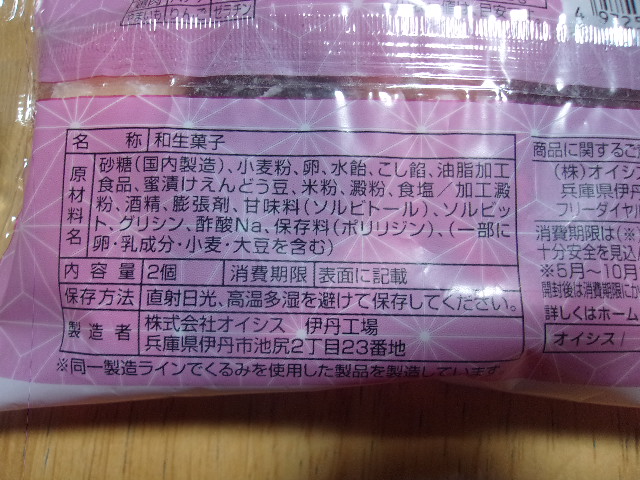 ゼラチン
名称 和生菓子
原材料名
砂糖(国内製造)、小麦粉、卵、水飴、こし餡、油脂加工
食品、蜜漬けえんどう豆、米粉、澱粉、食塩/加工澱
粉、酒精、膨張剤、甘味料(ソルビトール)、ソルビッ
ト、グリシン、酢酸Na、保存料(ポリリジン)、(一部に
卵・乳成分・小麦・大豆を含む)
内容量 2個 消費期限 表面に記載
保存方法 直射日光、高温多湿を避けて保存してください。
製造者 株式会社オイシス 伊丹工場
兵庫県伊丹市池尻2丁目23番地
※同一製造ラインでくるみを使用した製品を製造しています。
商品に関するご
(株)オイシス
兵庫県伊
フリーダイヤル
消費期限は(※
十分安全を見込ん
※5月～10月
開封後は消費期限にか
詳しくはホーム
オイシス/